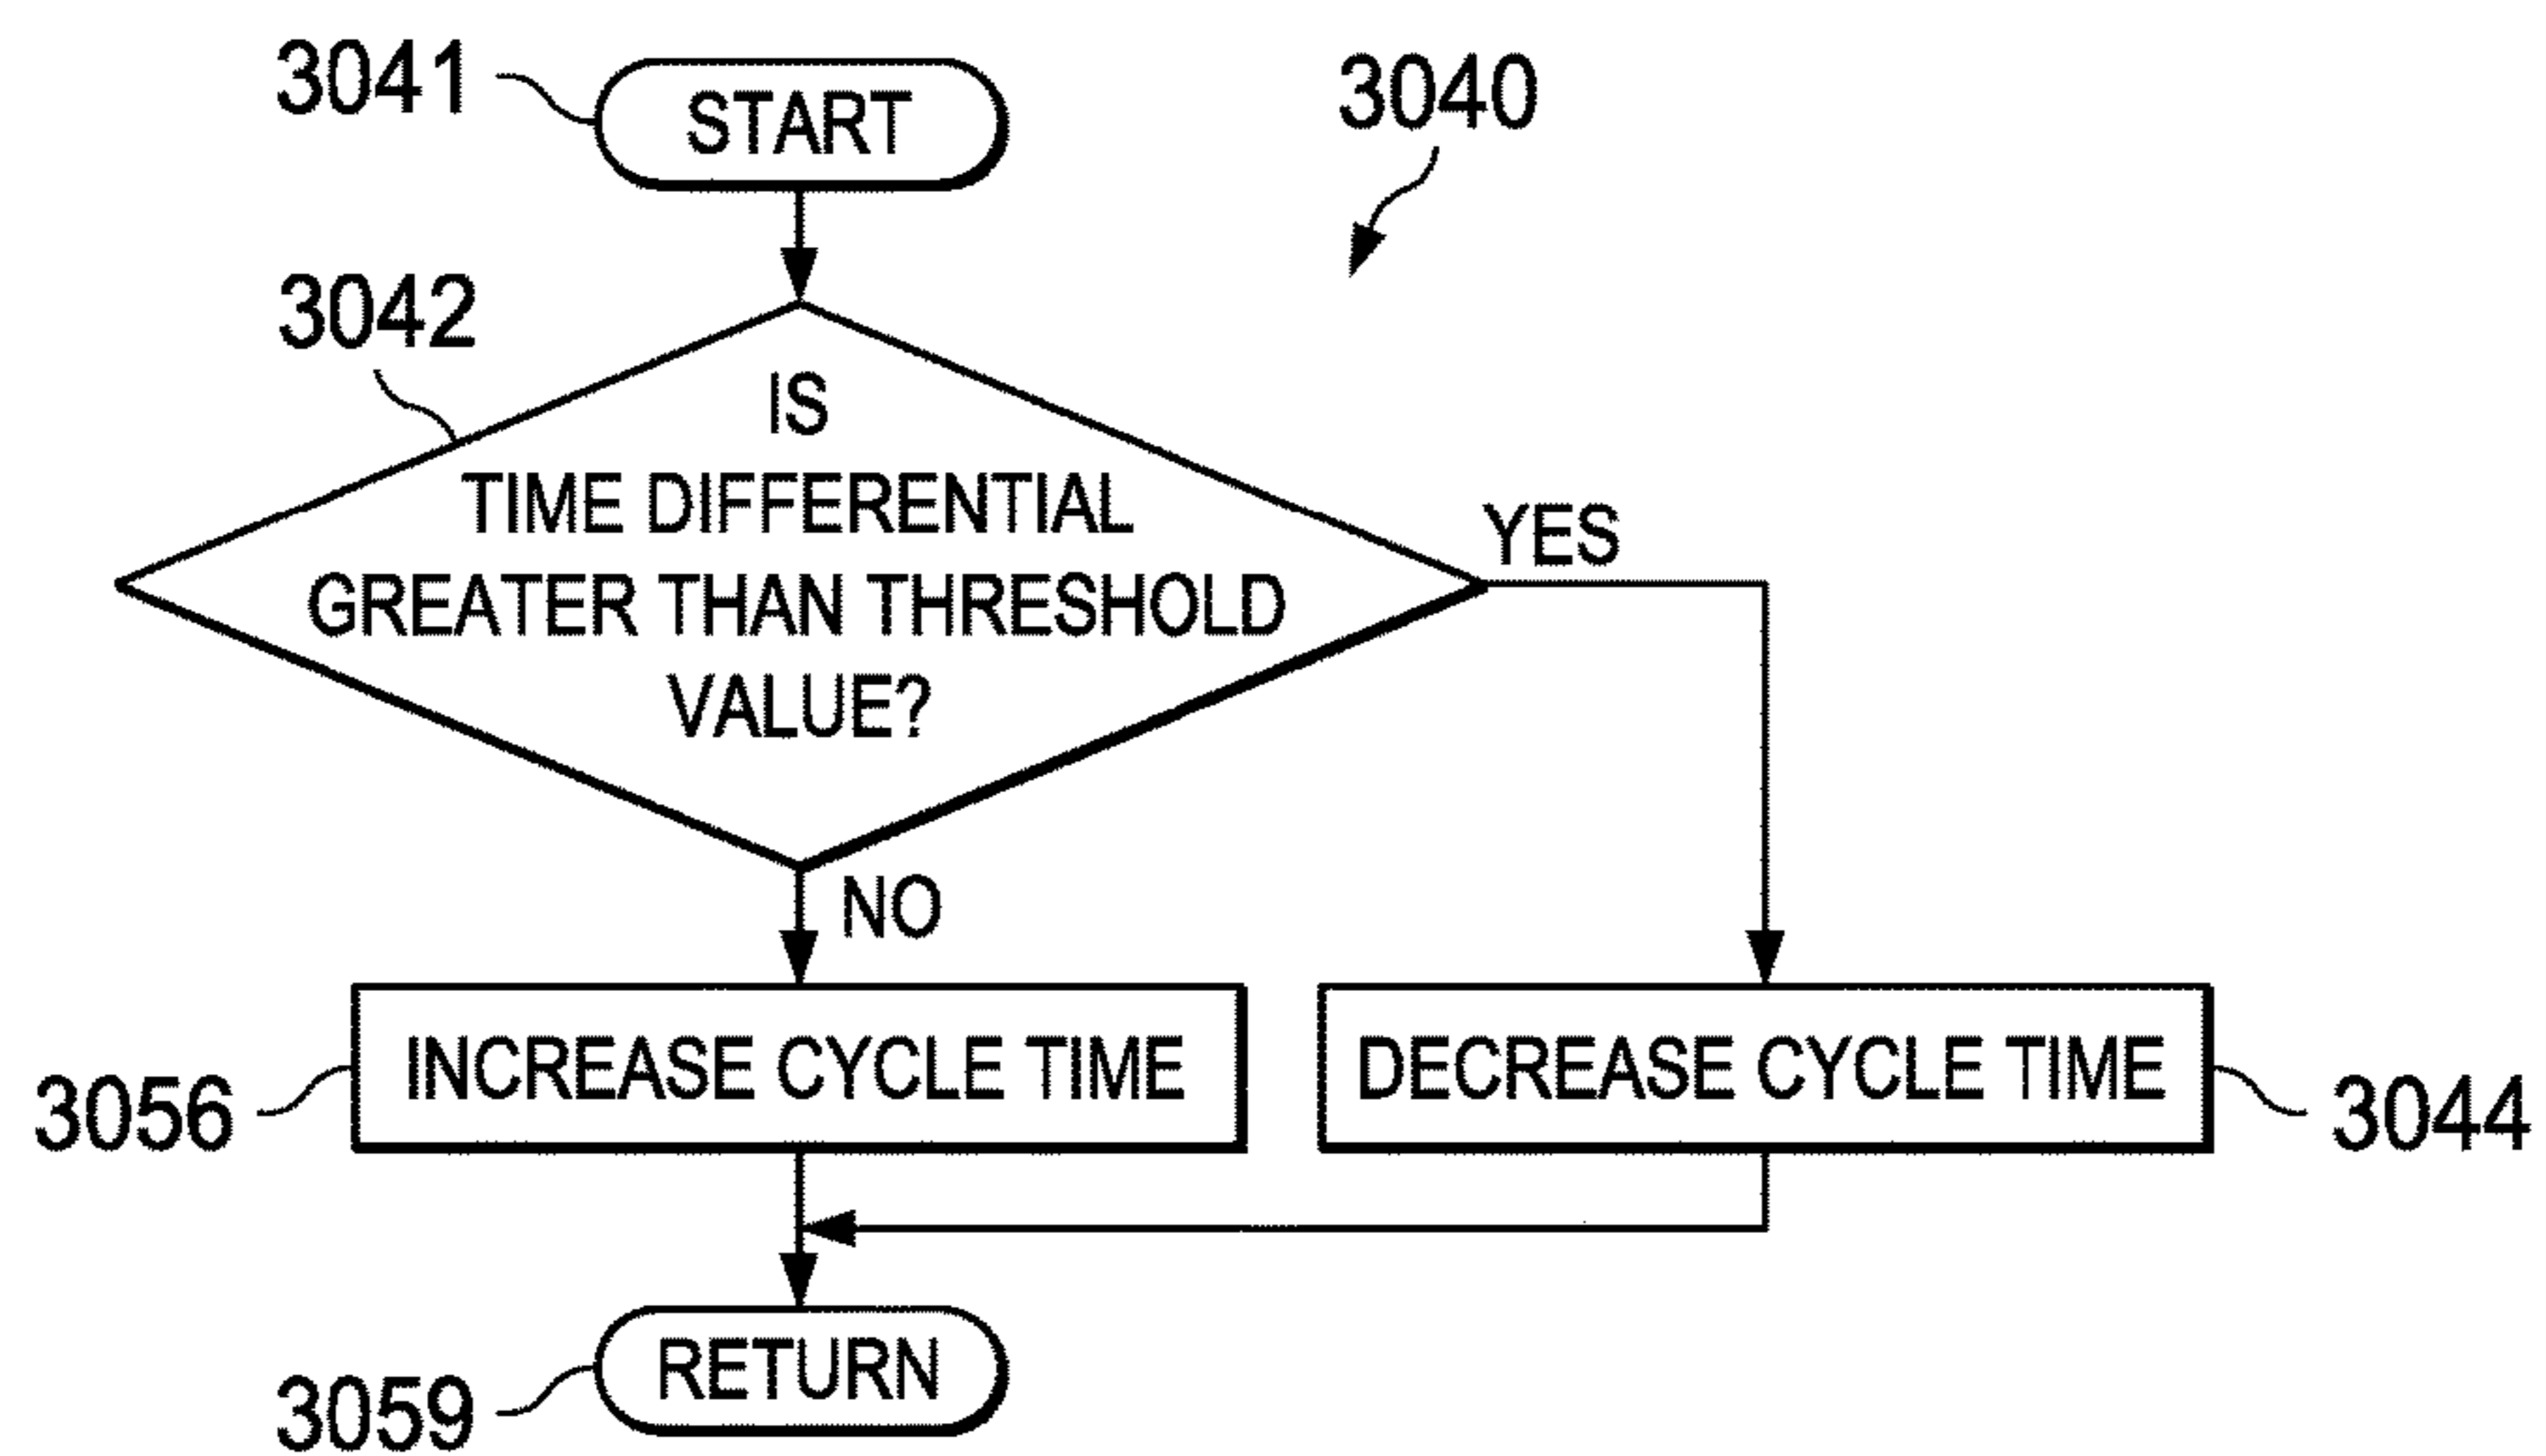 3041
START
3040
3042
IS
TIME DIFFERENTIAL
GREATER THAN THRESHOLD
VALUE?
YES
NO
3056
INCREASE CYCLE TIME
DECREASE CYCLE TIME
3044
RETURN
3059